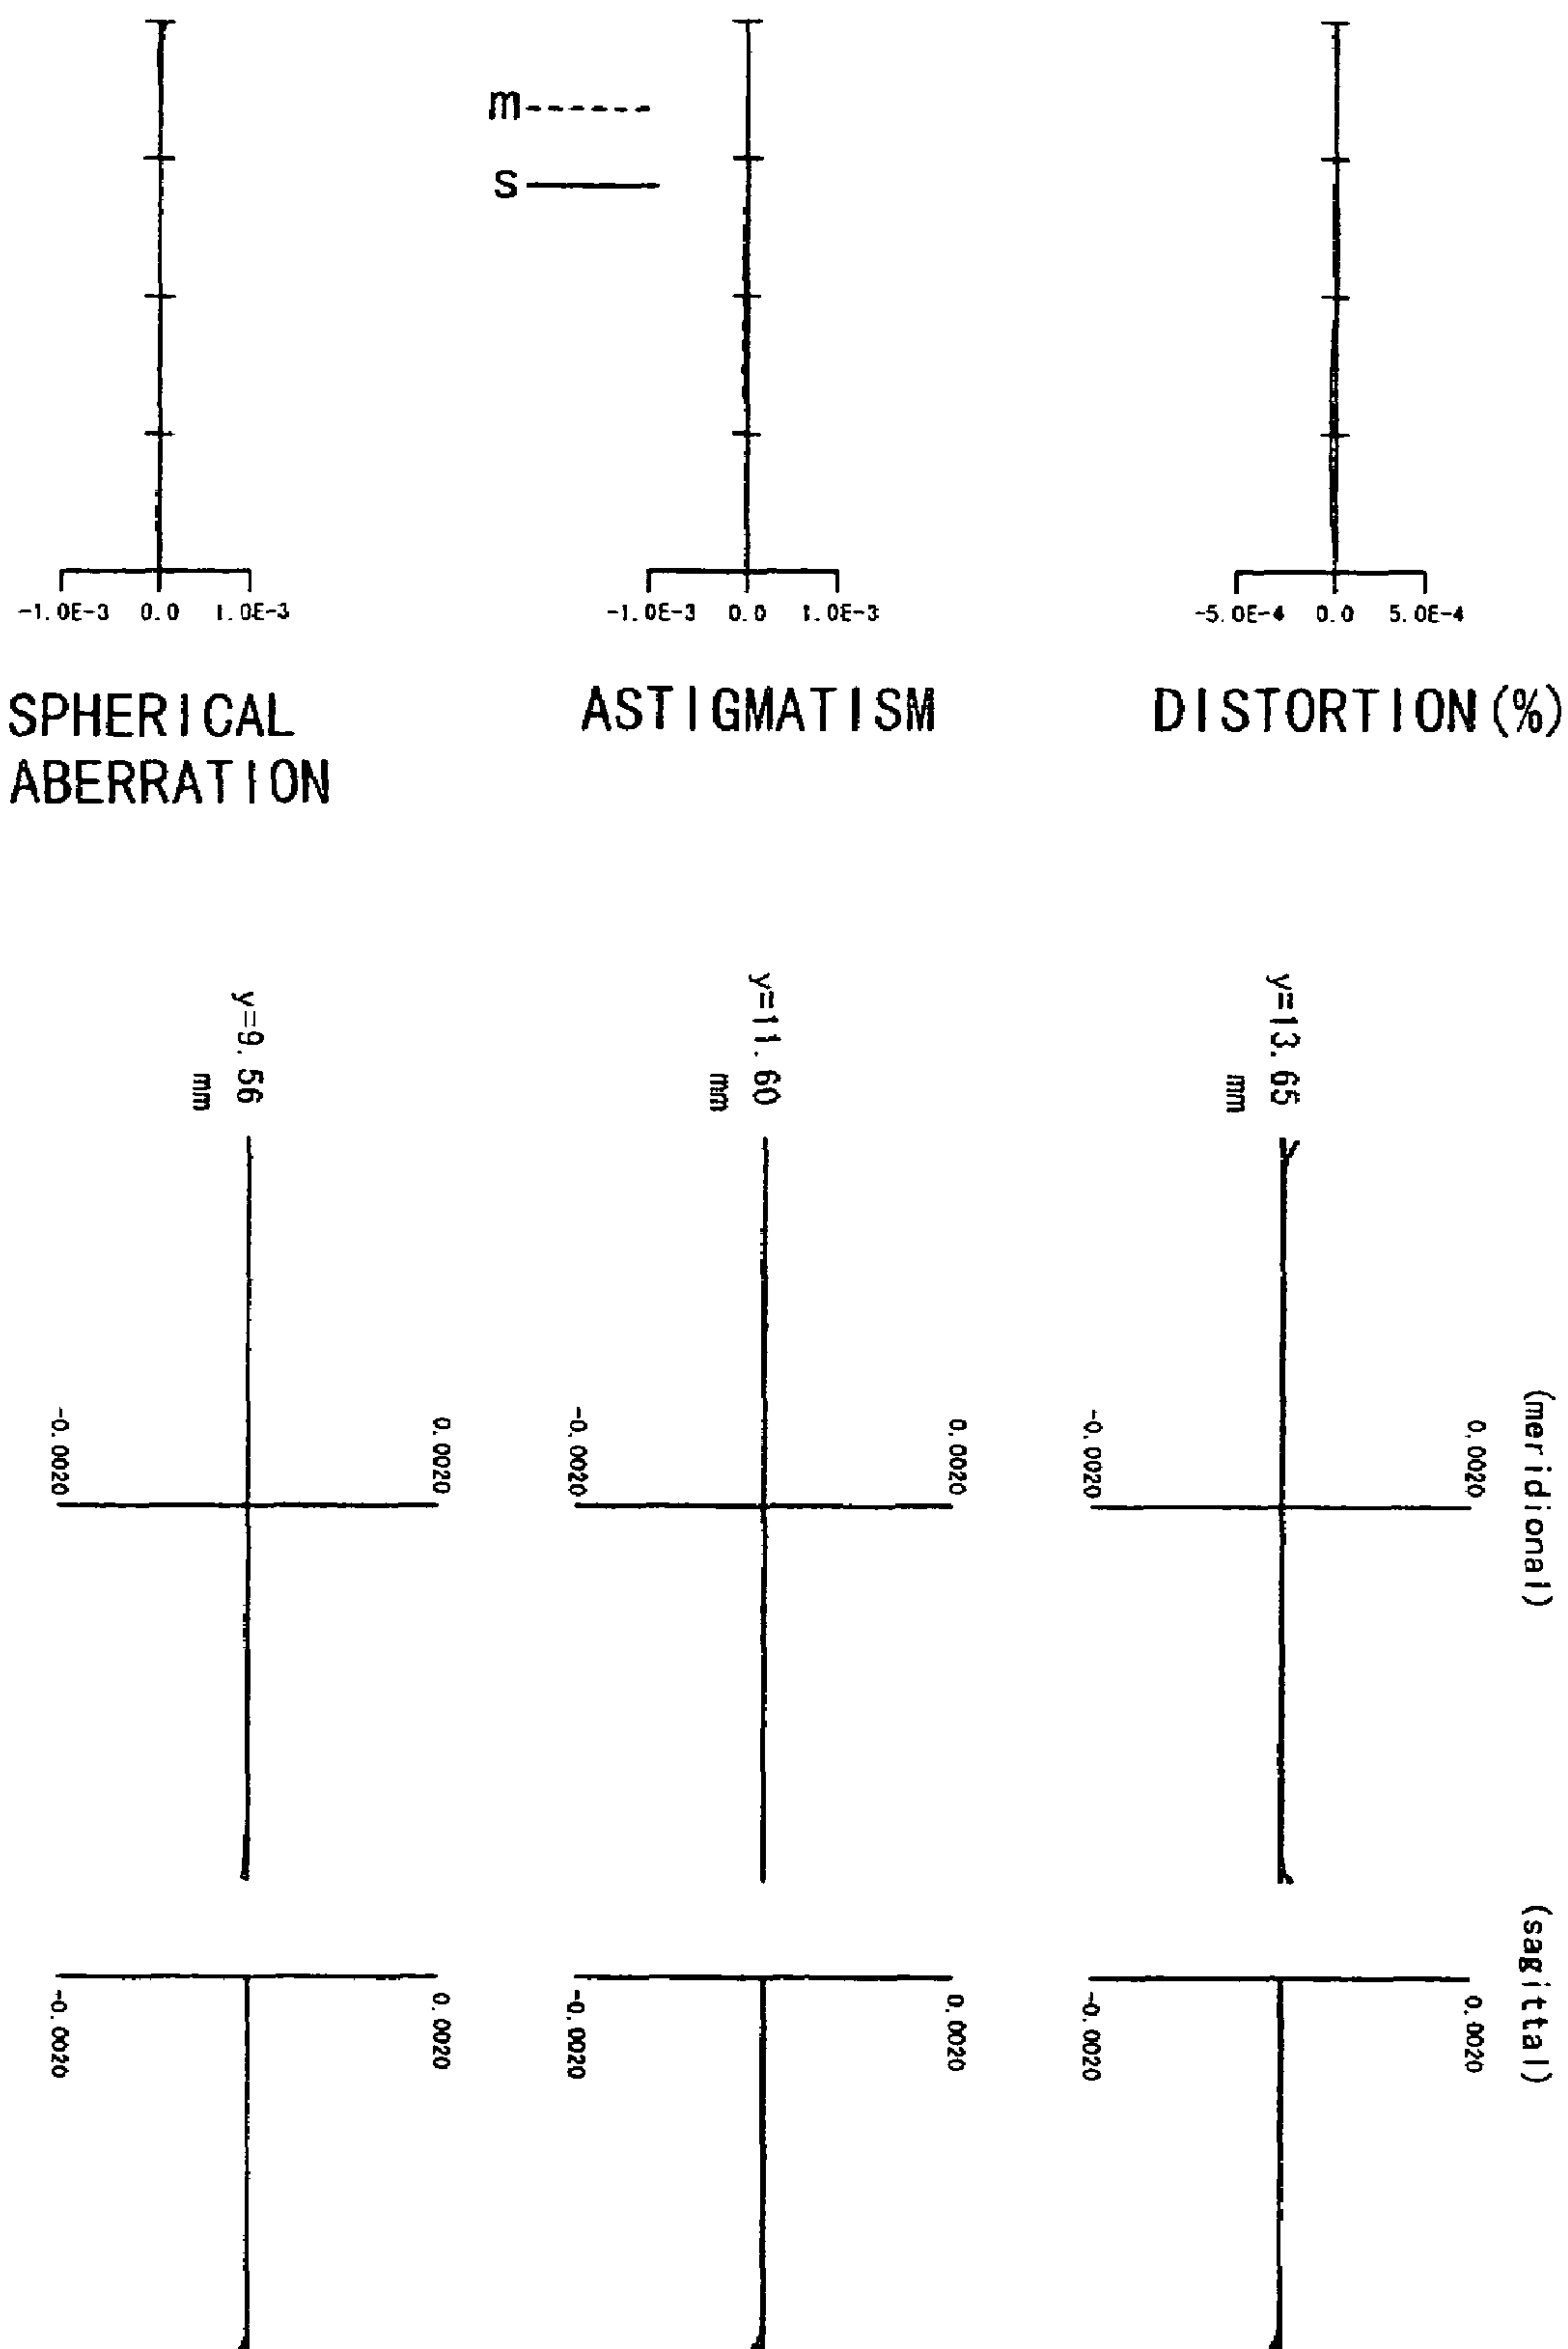 m
s
-1.0E-3 0.0 1.0E-3
-1.0E-3 0.0 1.0E-3
-5.0E-4 0.0 5.0E-4
SPHERICAL
ABERRATION
ASTIGMATISM
DISTORTION(%)
y=9.56
mm
y=11.60
mm
y=13.65
mm
-0.0020
0.0020
-0.0020
0.0020
-0.0020
0.0020
(meridional)
-0.0020
0.0020
-0.0020
0.0020
-0.0020
0.0020
(sagittal)